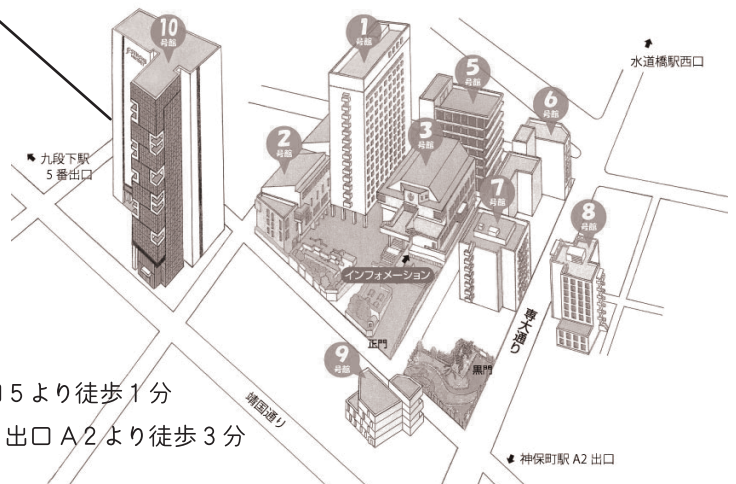 10
号館
1
号館
5
号館
6
号館
水道橋駅西口
2
号館
3
号館
九段下駅
5番出口
7
号館
8
号館
インフォメーション
専大通り
正門
黒門
9
号館
5より徒歩1分
靖国通り
出口A2より徒歩3分
神保町駅A2出口